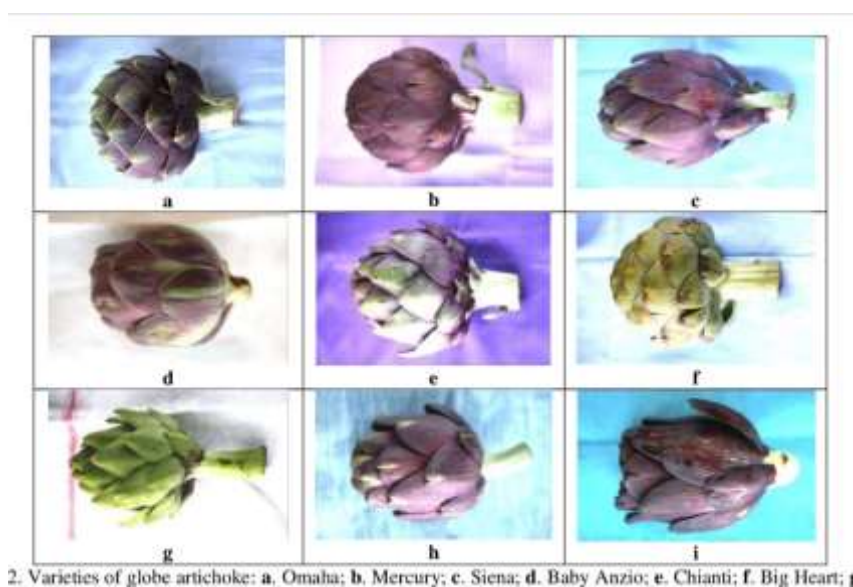 a b c
d e f
g h i
2. Varieties of globe artichoke: a. Omaha; b. Mercury; c. Siena; d. Baby Anzio; e. Chianti; f. Big Heart;